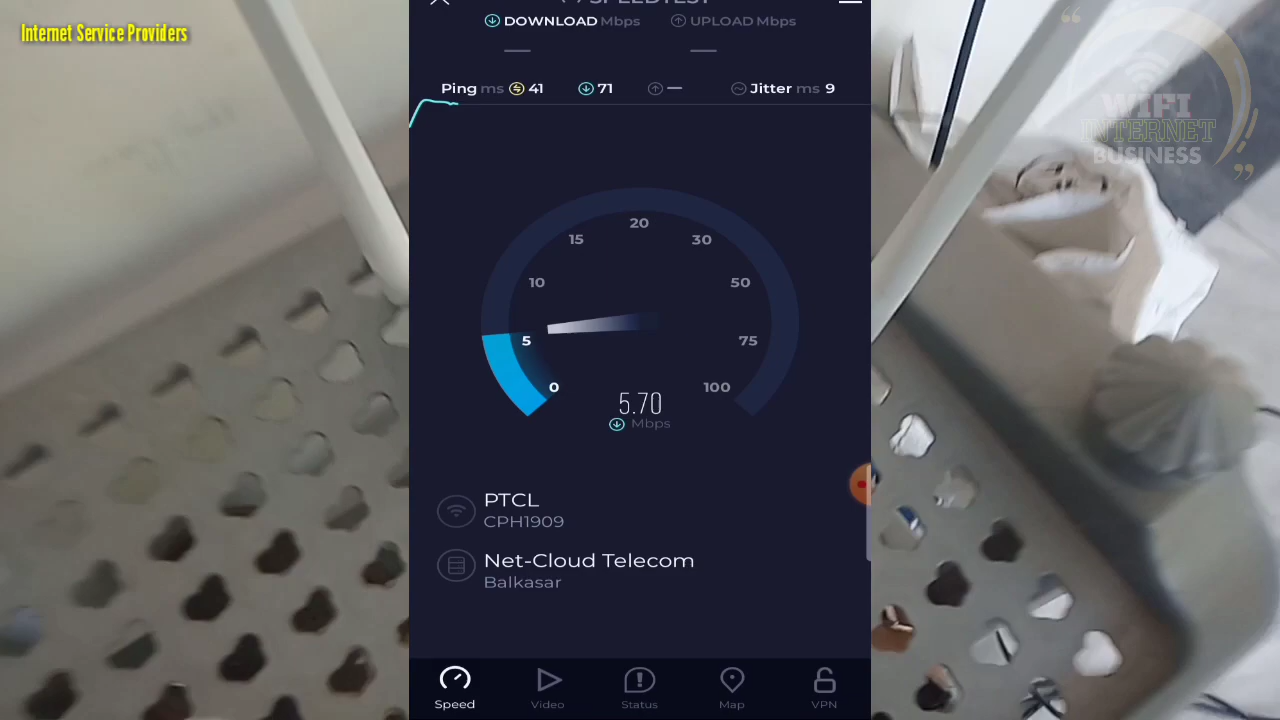 Internet Service Providers
SPEEDTEST
DOWNLOAD Mbps
UPLOAD Mbps
Ping ms 41 71 Jitter ms 9
WIFI
INTERNET
BUSINESS
20
15
30
10
50
5
75
0
100
5.70
Mbps
PTCL
CPH1909
Net-Cloud Telecom
Balkasar
Speed
Video
Status
Map
VPN